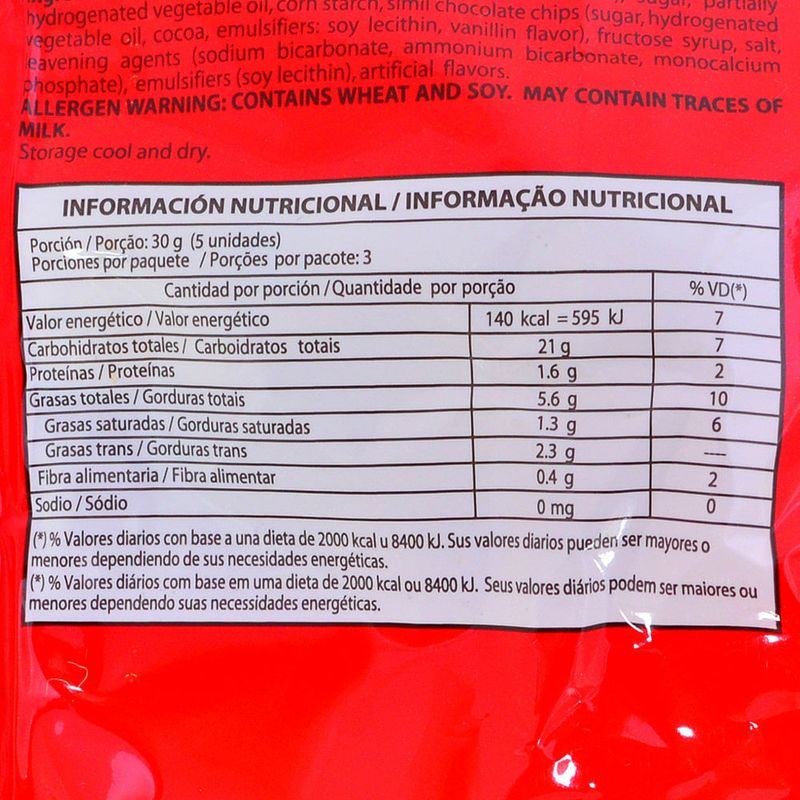 partially
hydrogenated vegetable oil, corn starch, simil chocolate chips (sugar, hydrogenated
vegetable oil, cocoa, emulsifiers: soy lecithin, vanillin flavor), fructose syrup, salt,
leavening agents (sodium bicarbonate, ammonium bicarbonate, monocalcium
phosphate), emulsifiers (soy lecithin), artificial flavors.
ALLERGEN WARNING: CONTAINS WHEAT AND SOY. MAY CONTAIN TRACES OF
MILK.
Storage cool and dry.
INFORMACIÓN NUTRICIONAL / INFORMAÇÃO NUTRICIONAL
Porción / Porção: 30 g (5 unidades)
Porciones por paquete / Porções por pacote: 3
Cantidad por porción / Quantidade por porção % VD(*)
Valor energético / Valor energético 140 kcal = 595 kJ 7
Carbohidratos totales / Carboidratos totais 21 g 7
Proteínas / Proteínas 1.6 g 2
Grasas totales / Gorduras totais 5.6 g 10
Grasas saturadas / Gorduras saturadas 1.3 g 6
Grasas trans / Gorduras trans 2.3 g ----
Fibra alimentaria / Fibra alimentar 0.4 g 2
Sodio / Sódio 0 mg 0
(*) % Valores diarios con base a una dieta de 2000 kcal u 8400 kJ. Sus valores diarios pueden ser mayores o
menores dependiendo de sus necesidades energéticas.
(*) % Valores diários com base em uma dieta de 2000 kcal ou 8400 kJ. Seus valores diários podem ser maiores ou
menores dependendo suas necessidades energéticas.